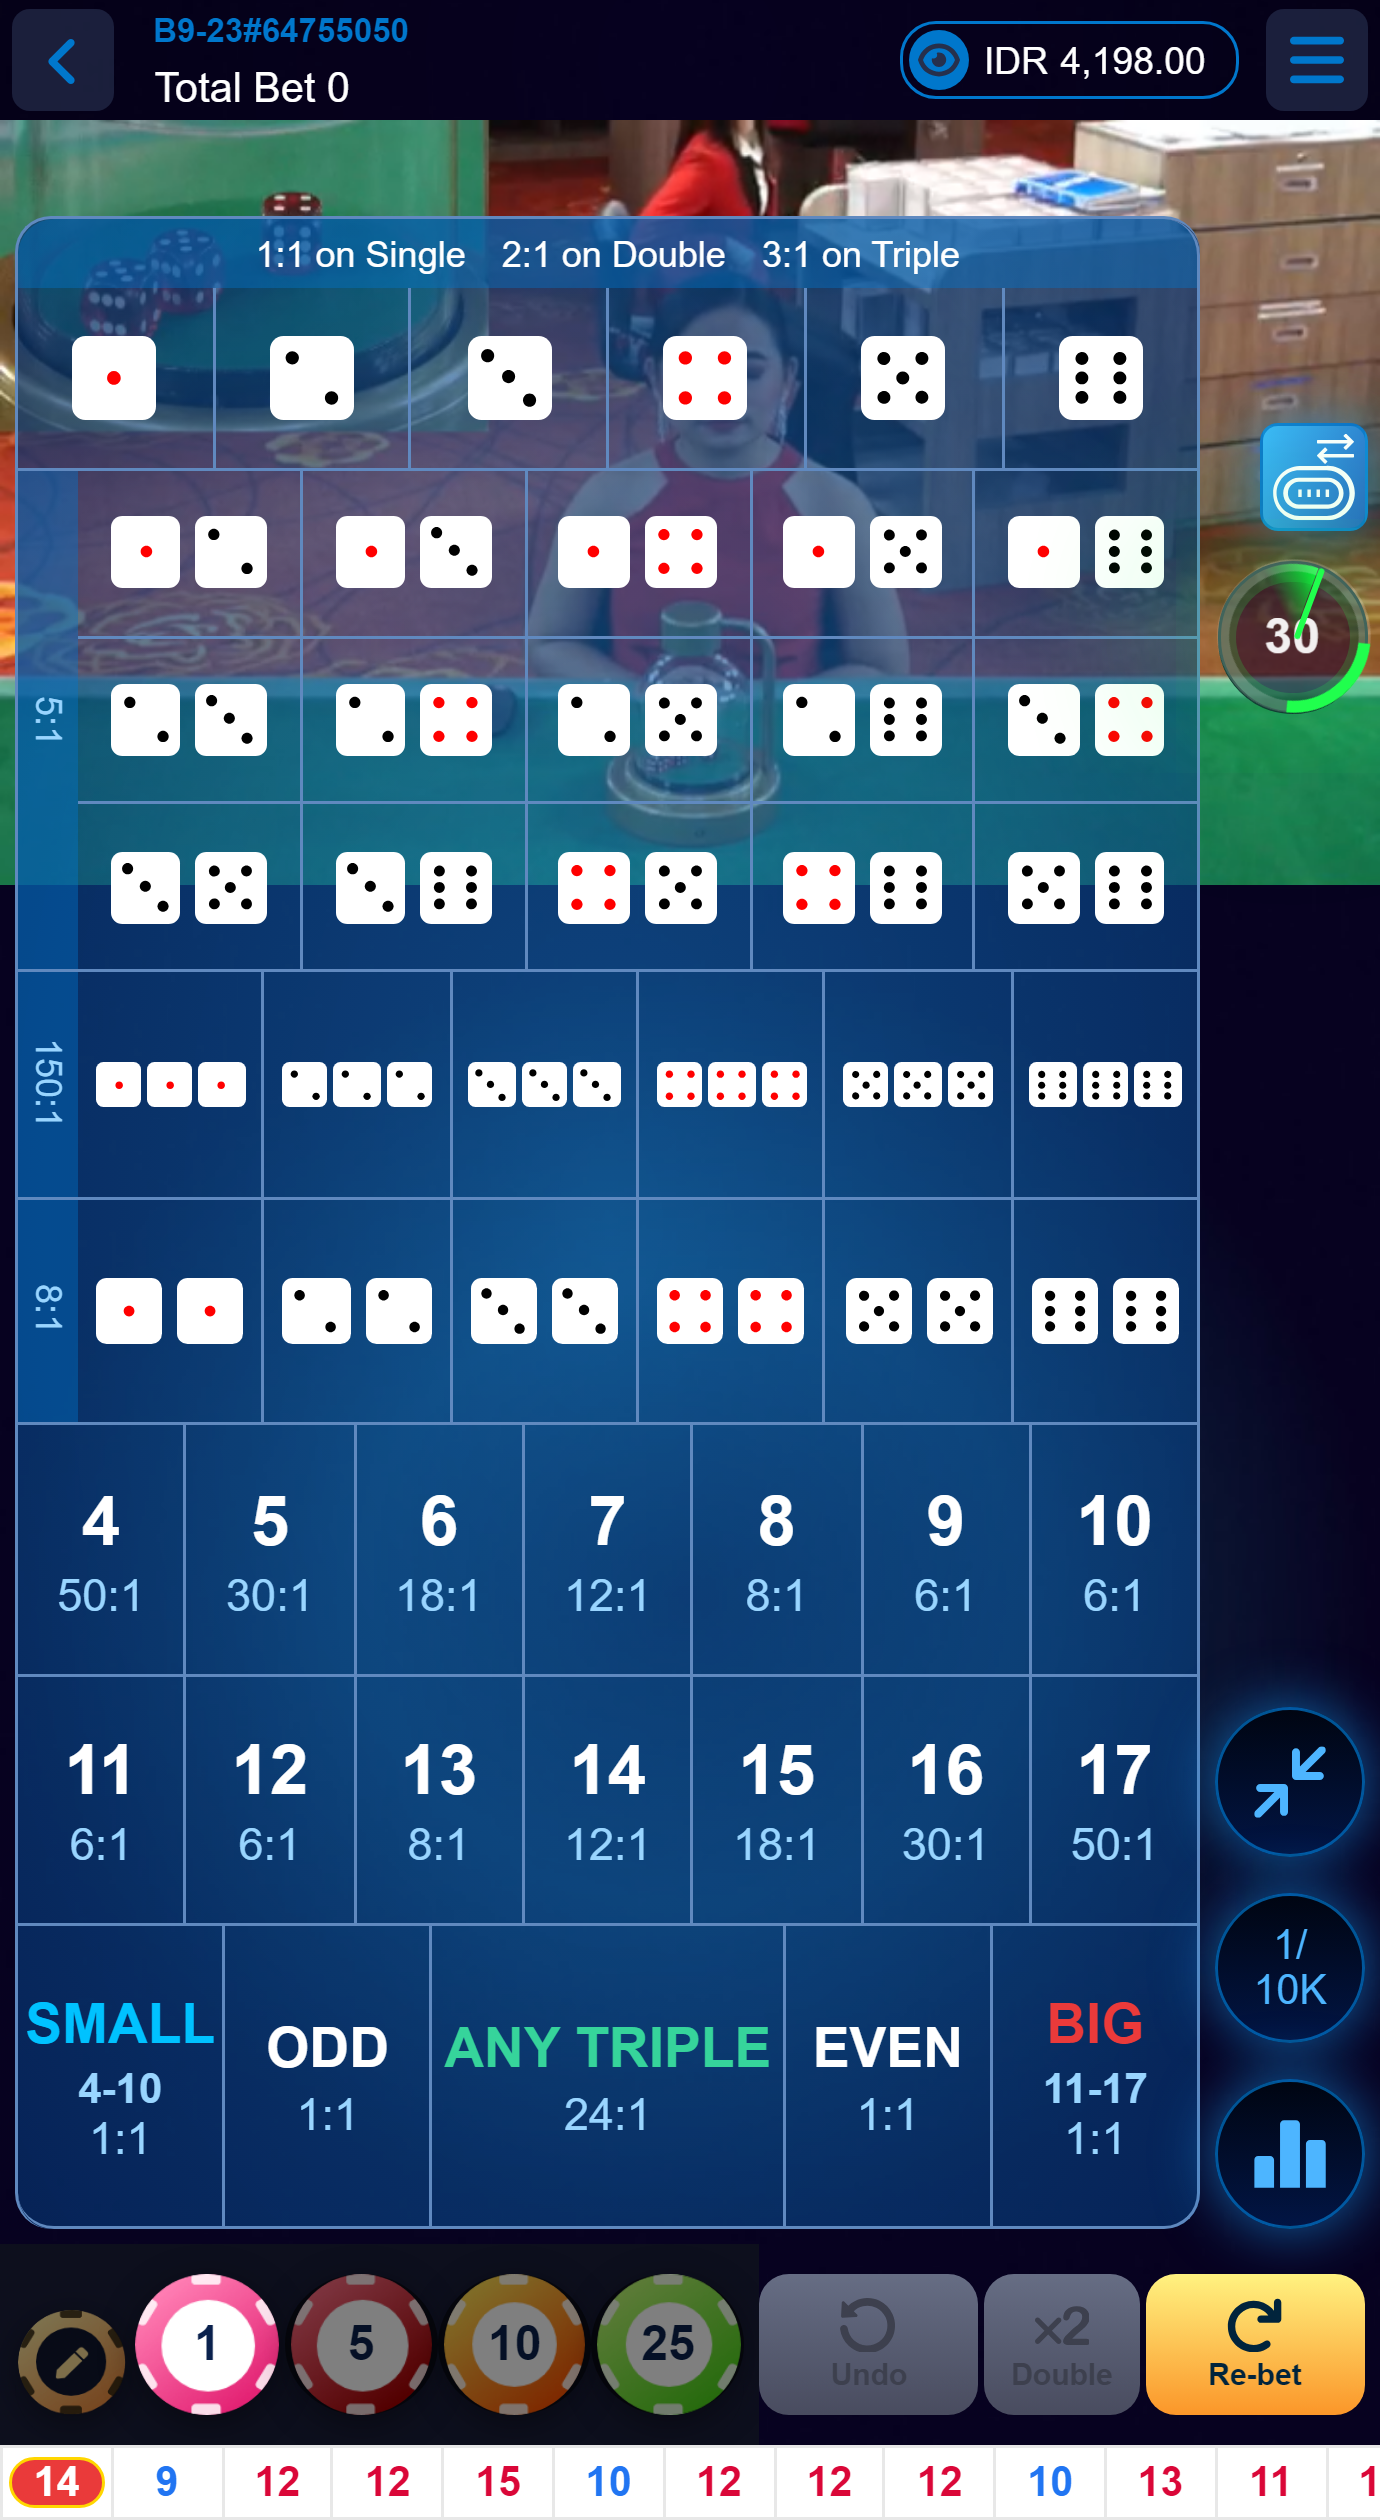 B9-23#64755050
Total Bet 0
IDR 4,198.00
1:1 on Single 2:1 on Double 3:1 on Triple
30
5:1
150:1
8:1
4 5 6 7 8 9 10
50:1 30:1 18:1 12:1 8:1 6:1 6:1
11 12 13 14 15 16 17
6:1 6:1 8:1 12:1 18:1 30:1 50:1
SMALL
4-10
1:1
ODD
1:1
ANY TRIPLE
24:1
EVEN
1:1
BIG
11-17
1:1
1/
10K
1 5 10 25
Undo
x2
Double
Re-bet
14 9 12 12 15 10 12 12 12 10 13 11